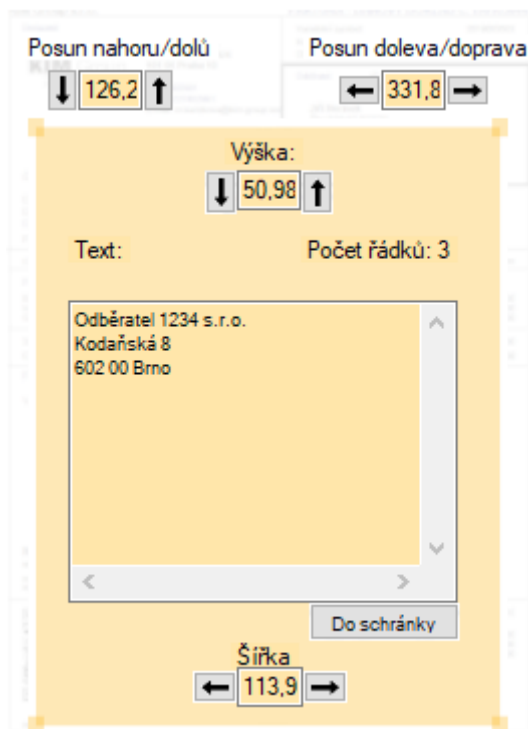 Posun nahoru/dolů
Posun doleva/doprava
126,2
331,8
Výška:
50,98
Text:
Počet řádků: 3
Odběratel 1234 s.r.o.
Kodaňská 8
602 00 Brno
Do schránky
Šířka
113,9